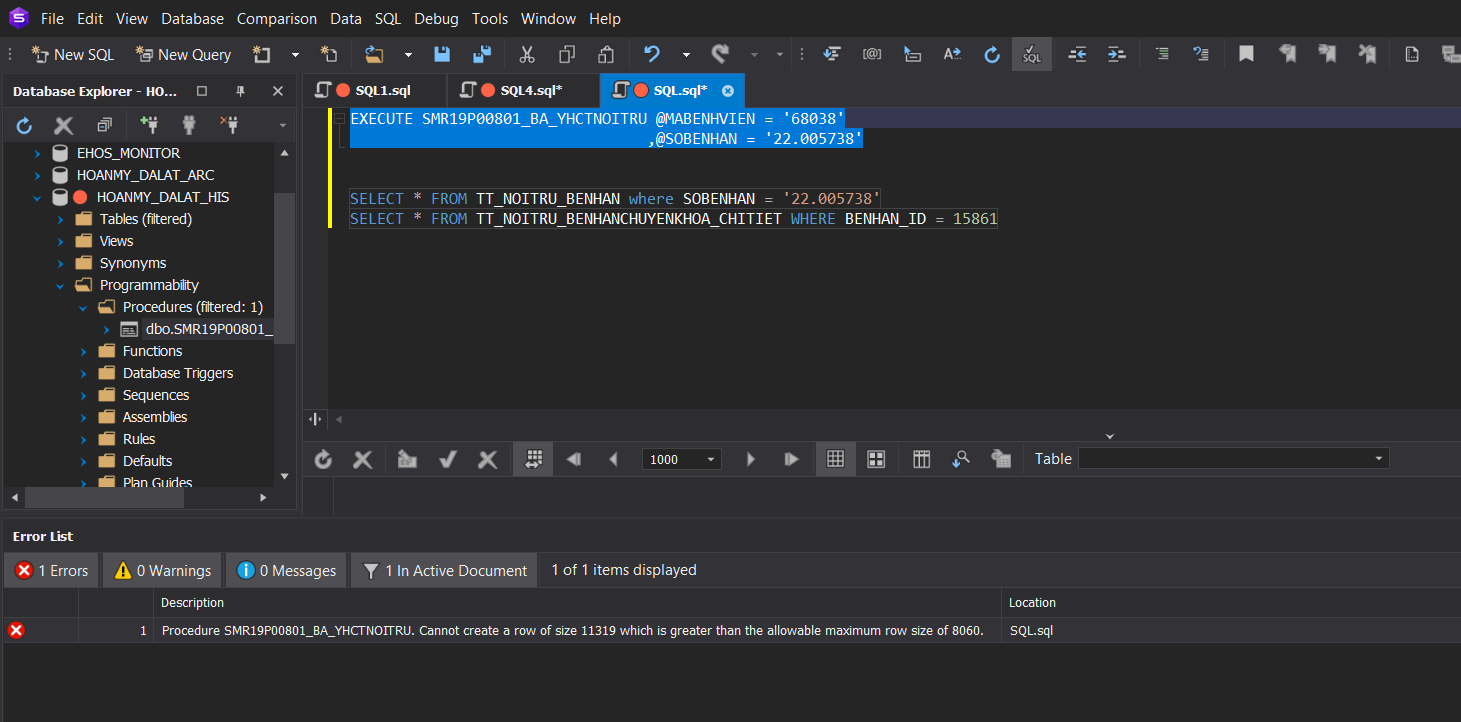 File Edit View Database Comparison Data SQL Debug Tools Window Help
New SQL New Query
Database Explorer - HO...
SQL1.sql SQL4.sql* SQL.sql*
EHOS_MONITOR
HOANMY_DALAT_ARC
HOANMY_DALAT_HIS
Tables (filtered)
Views
Synonyms
Programmability
Procedures (filtered: 1)
dbo.SMR19P00801_
Functions
Database Triggers
Sequences
Assemblies
Rules
Defaults
Plan Guides
EXECUTE SMR19P00801_BA_YHCTNOITRU @MABENHVIEN = '68038'
,@SOBENHAN = '22.005738'
SELECT * FROM TT_NOITRU_BENHAN where SOBENHAN = '22.005738'
SELECT * FROM TT_NOITRU_BENHANCHUYENKHOA_CHITIET WHERE BENHAN_ID = 15861
1000 Table
Error List
1 Errors 0 Warnings 0 Messages 1 In Active Document 1 of 1 items displayed
Description Location
1 Procedure SMR19P00801_BA_YHCTNOITRU. Cannot create a row of size 11319 which is greater than the allowable maximum row size of 8060. SQL.sql